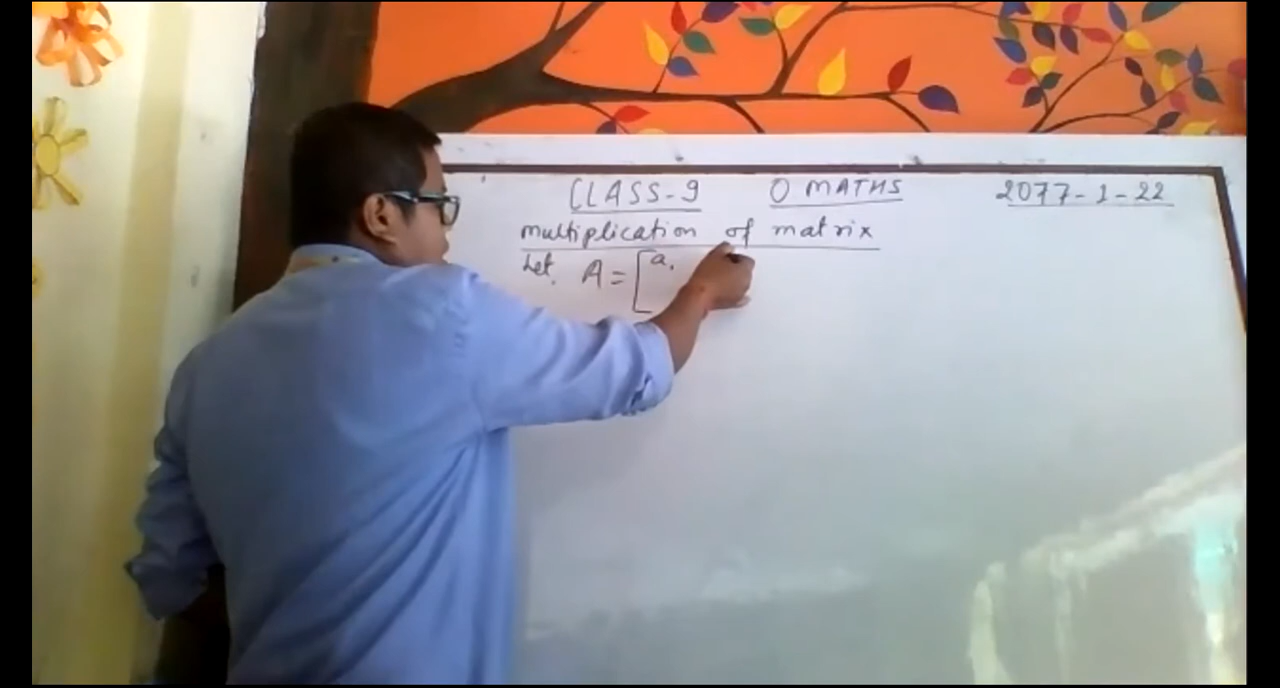 CLASS-9 O MATHS 2077-1-22
multiplication of matrix
Let. A = [a.